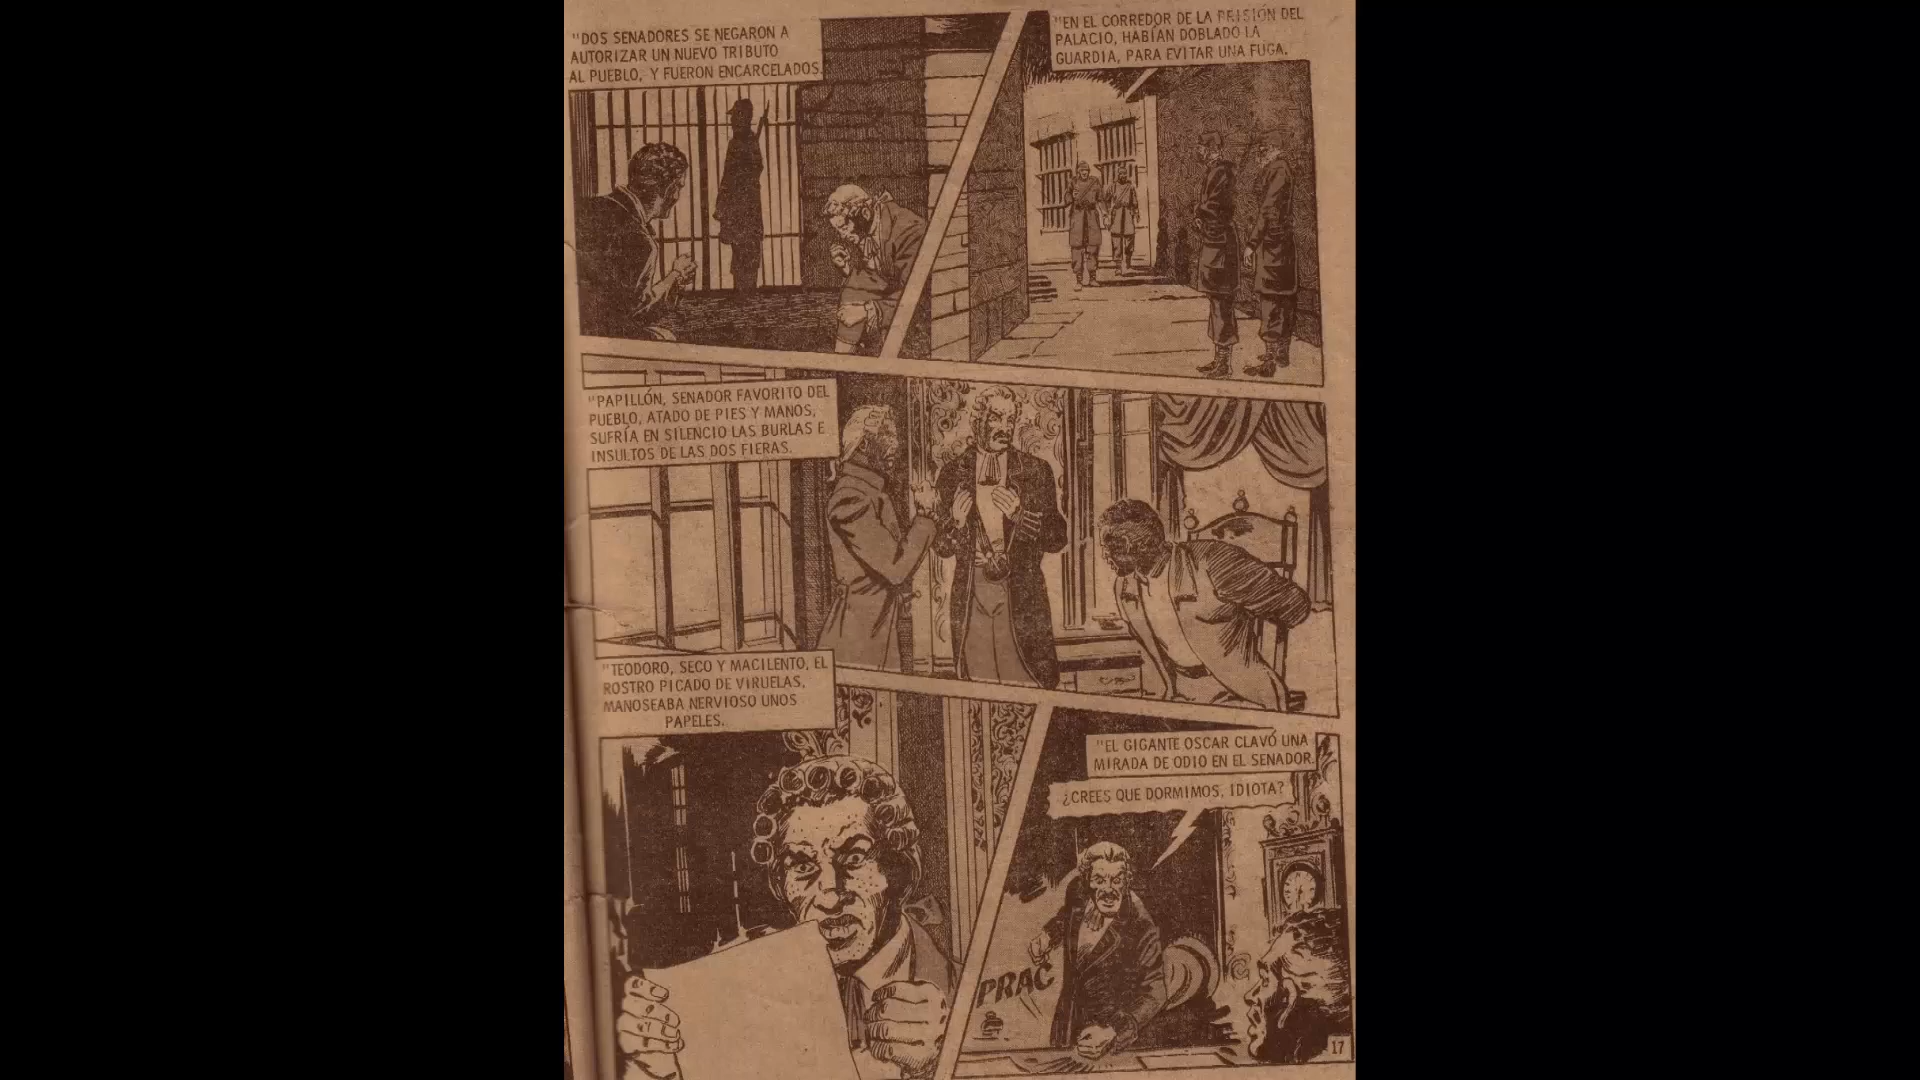 "DOS SENADORES SE NEGARON A
AUTORIZAR UN NUEVO TRIBUTO
AL PUEBLO, Y FUERON ENCARCELADOS.
"EN EL CORREDOR DE LA PRISIÓN DEL
PALACIO, HABÍAN DOBLADO LA
GUARDIA, PARA EVITAR UNA FUGA.
"PAPILLÓN, SENADOR FAVORITO DEL
PUEBLO, ATADO DE PIES Y MANOS,
SUFRÍA EN SILENCIO LAS BURLAS E
INSULTOS DE LAS DOS FIERAS.
"TEODORO, SECO Y MACILENTO, EL
ROSTRO PICADO DE VIRUELAS,
MANOSEABA NERVIOSO UNOS
PAPELES.
"EL GIGANTE OSCAR CLAVÓ UNA
MIRADA DE ODIO EN EL SENADOR.
¿CREES QUE DORMIMOS, IDIOTA?
PRAC
17